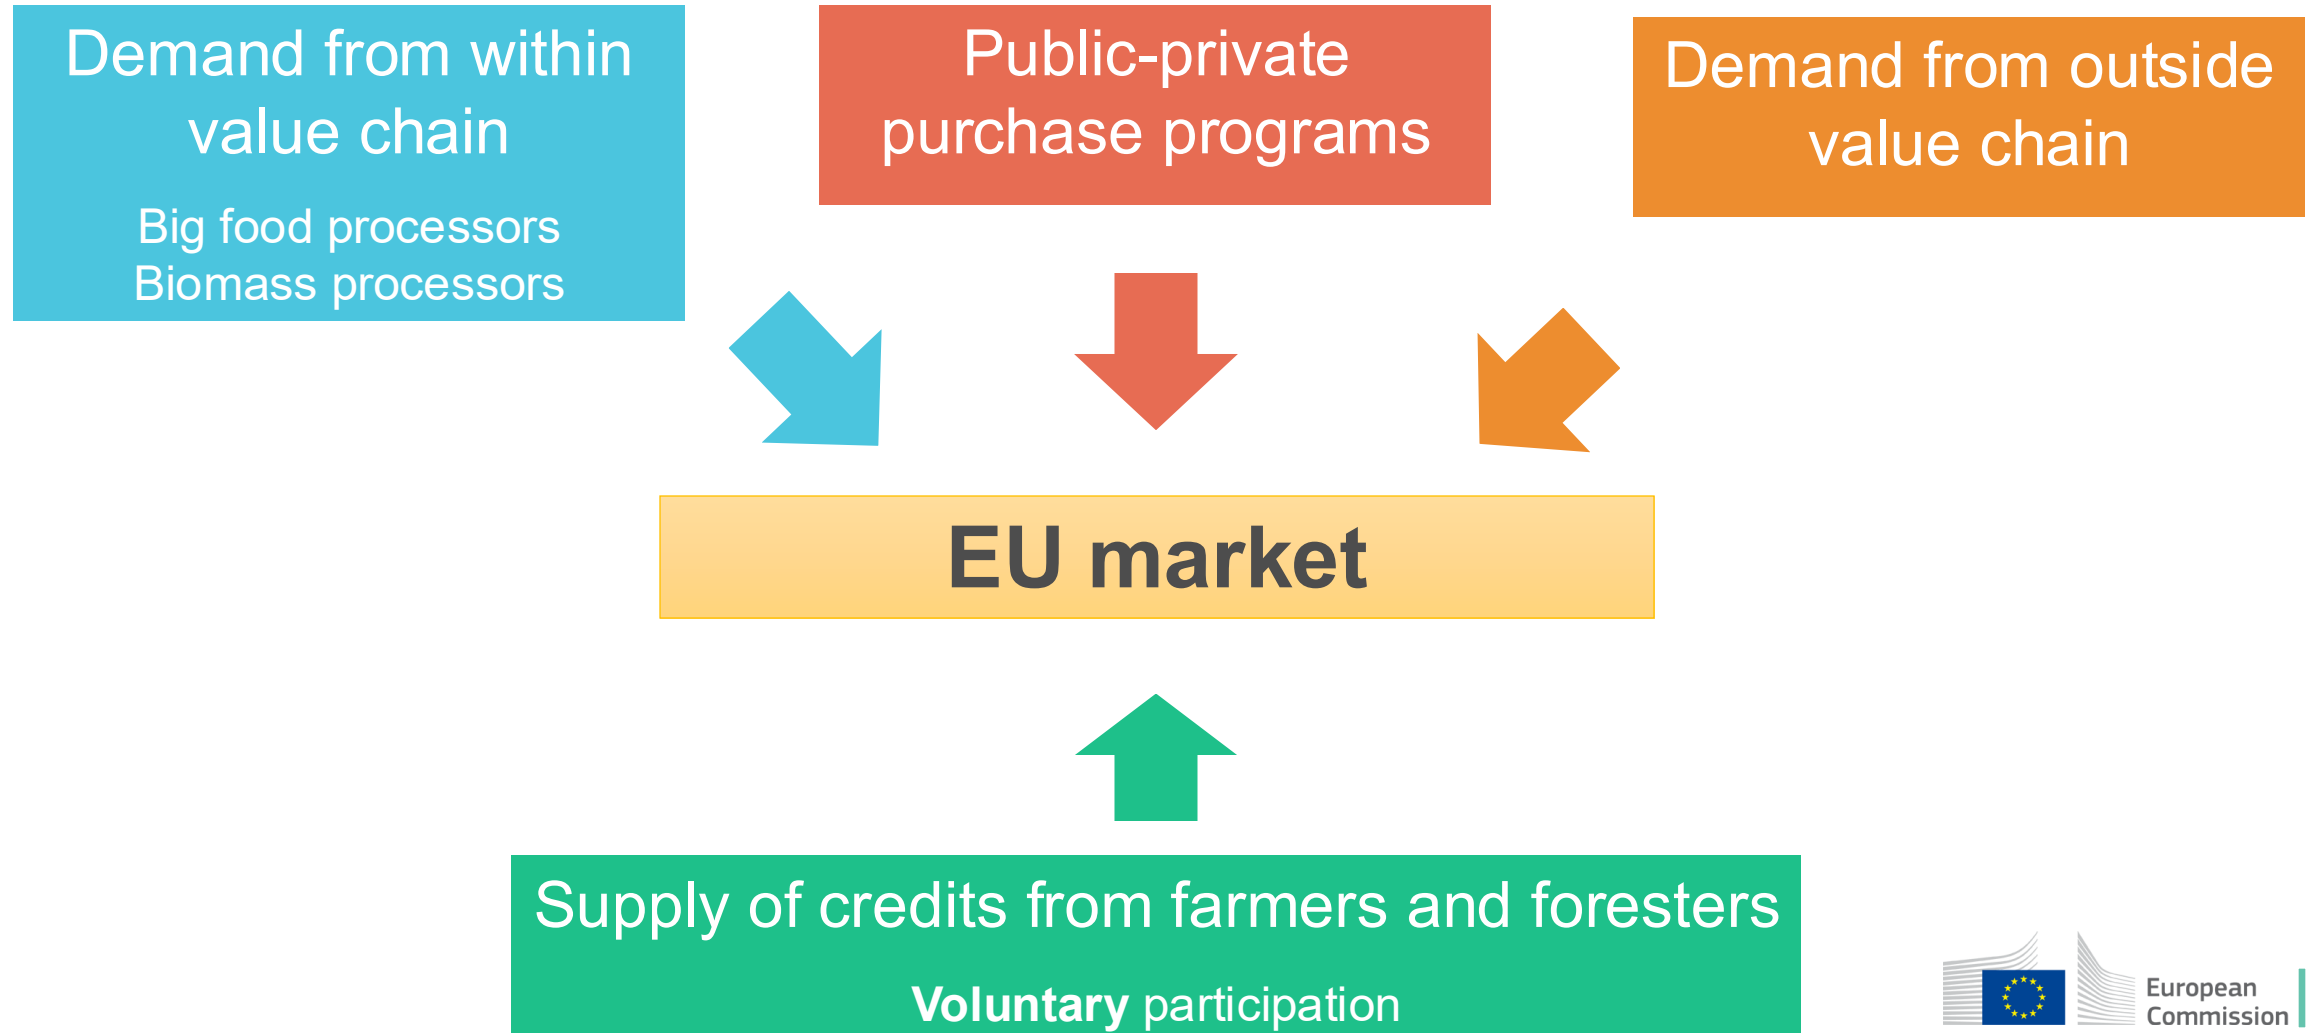 Demand from within
value chain
Big food processors
Biomass processors
Public-private
purchase programs
Demand from outside
value chain
EU market
Supply of credits from farmers and foresters
Voluntary participation
European
Commission